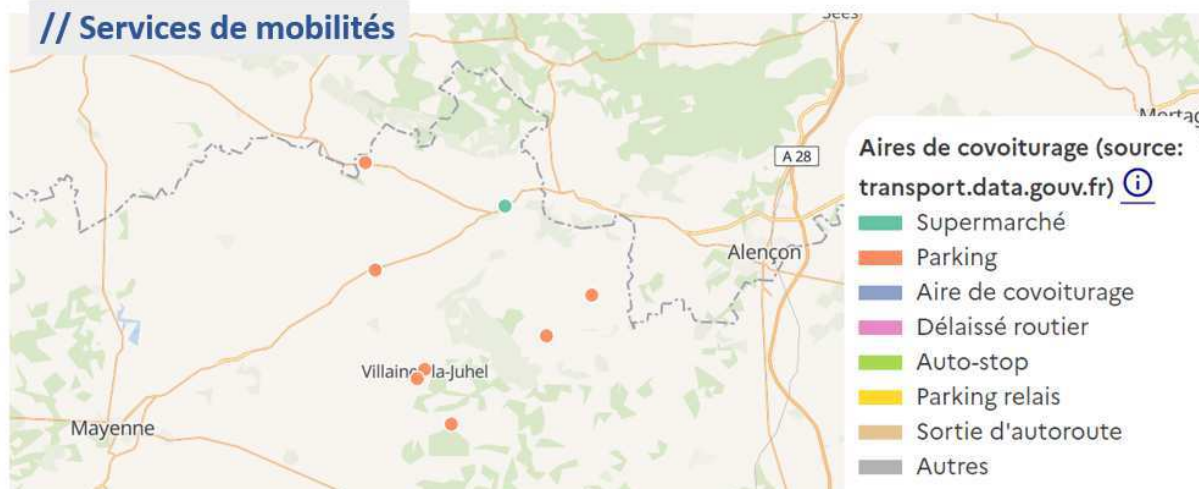 // Services de mobilités
Sées
Mortag
A 28
Aires de covoiturage (source:
transport.data.gouv.fr) i
Supermarché
Parking
Alençon
Aire de covoiturage
Délaissé routier
Auto-stop
la-Juhel
Parking relais
Mayenne
Sortie d'autoroute
Autres